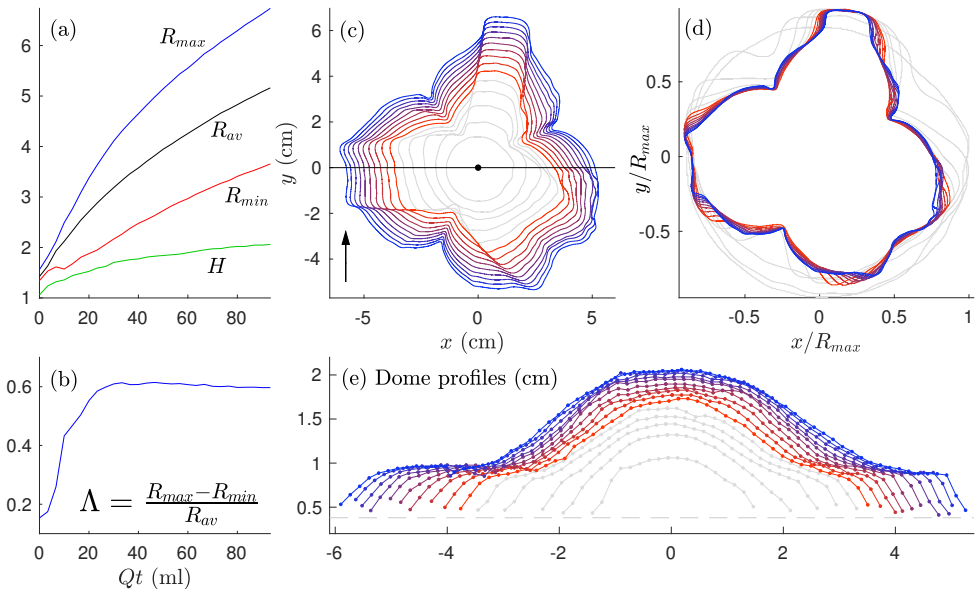 (a)
R_max
R_av
R_min
H
6
5
4
3
2
1
0 20 40 60 80
(b)
0.6
0.4
0.2
Λ = (R_max−R_min)/R_av
0 20 40 60 80
Qt (ml)
(c)
y (cm)
6
4
2
0
-2
-4
-5 0 5
x (cm)
(d)
y/R_max
0.5
0
-0.5
-0.5 0 0.5 1
x/R_max
(e) Dome profiles (cm)
2
1.5
1
0.5
-6 -4 -2 0 2 4